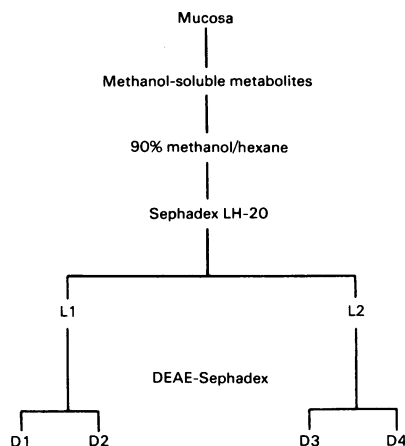 Mucosa
Methanol-soluble metabolites
90% methanol/hexane
Sephadex LH-20
L1 L2
DEAE-Sephadex
D1 D2 D3 D4